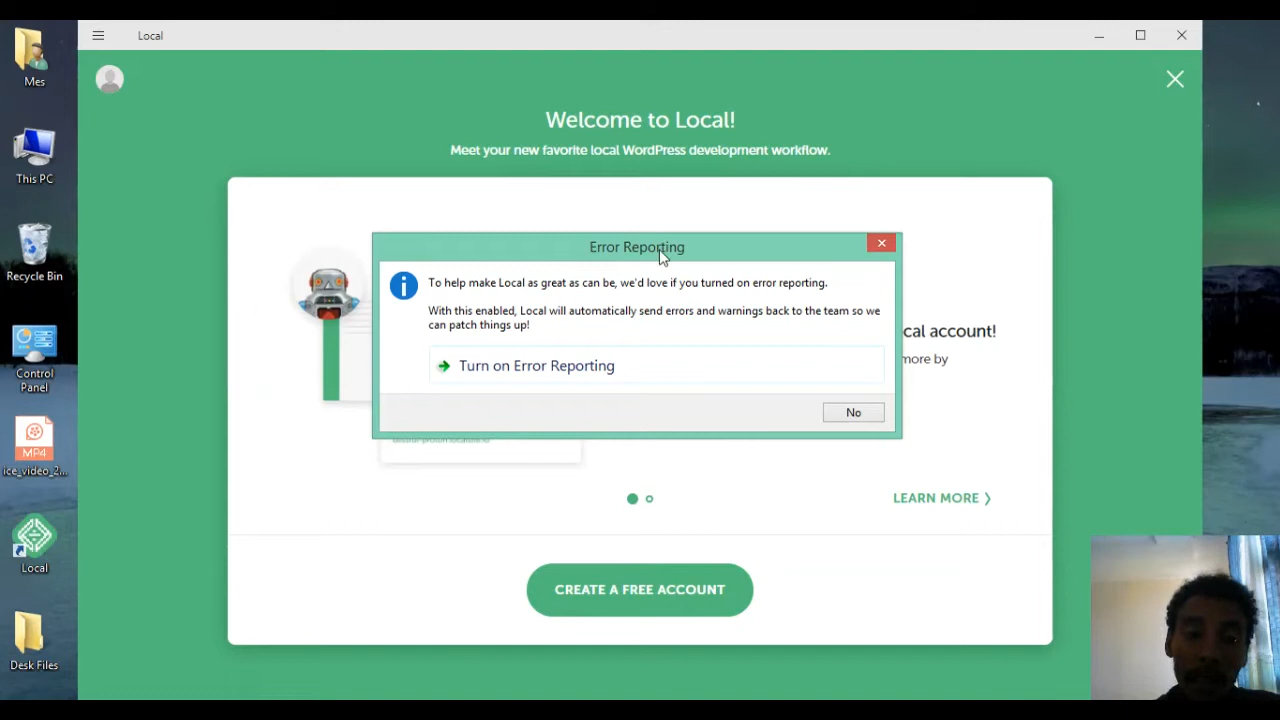 Local
Welcome to Local!
Meet your new favorite local WordPress development workflow.
Mes
This PC
Recycle Bin
Control
Panel
MP4
ice_video_2...
Local
Desk Files
Error Reporting
To help make Local as great as can be, we'd love if you turned on error reporting.
With this enabled, Local will automatically send errors and warnings back to the team so we
can patch things up!
Turn on Error Reporting
No
cal account!
more by
LEARN MORE
CREATE A FREE ACCOUNT